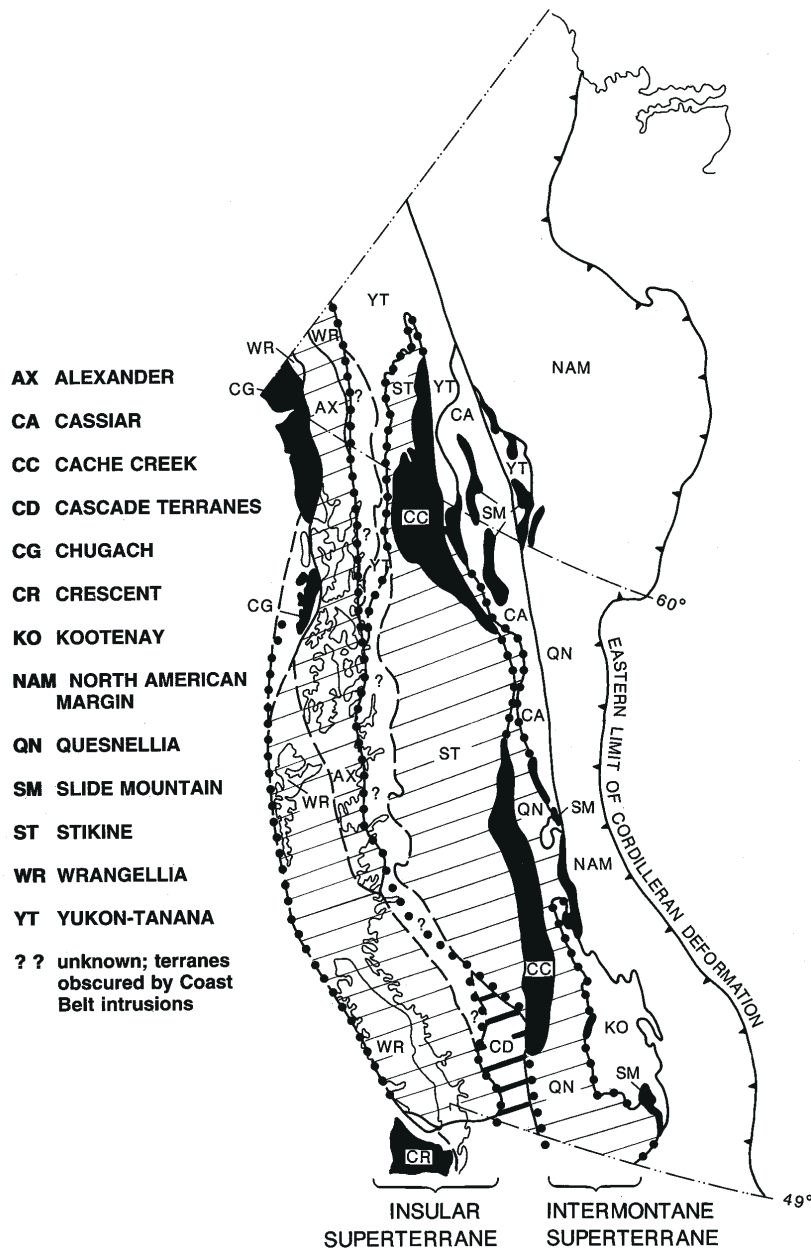 AX ALEXANDER
CA CASSIAR
CC CACHE CREEK
CD CASCADE TERRANES
CG CHUGACH
CR CRESCENT
KO KOOTENAY
NAM NORTH AMERICAN
MARGIN
QN QUESNELLIA
SM SLIDE MOUNTAIN
ST STIKINE
WR WRANGELLIA
YT YUKON-TANANA
? ? unknown; terranes
obscured by Coast
Belt intrusions
YT
WR
WR
NAM
CG
ST
YT
AX
?
CA
YT
CC
SM
?
YT
60°
CG
CA
QN
?
CA
ST
AX
WR
?
QN
SM
NAM
?
CC
?
KO
WR
CD
SM
QN
CR
EASTERN LIMIT OF CORDILLERAN DEFORMATION
49°
INSULAR
SUPERTERRANE
INTERMONTANE
SUPERTERRANE